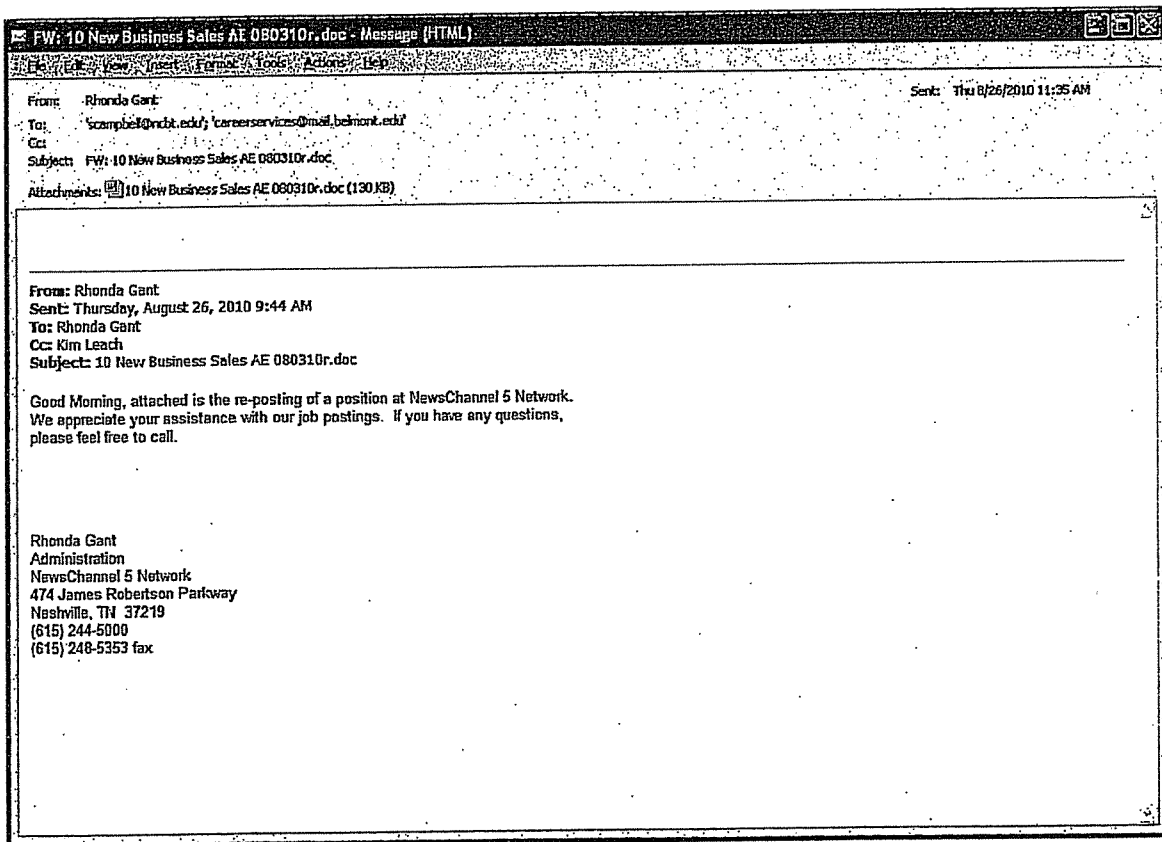 FW: 10 New Business Sales AE 080310r.doc - Message (HTML)
File Edit View Insert Format Tools Actions Help
From: Rhonda Gant
Sent: Thu 8/26/2010 11:35 AM
To: 'scampbell@ncbt.edu'; 'careerservices@mail.belmont.edu'
Cc:
Subject: FW: 10 New Business Sales AE 080310r.doc
Attachments: 10 New Business Sales AE 080310r.doc (130 KB)
From: Rhonda Gant
Sent: Thursday, August 26, 2010 9:44 AM
To: Rhonda Gant
Cc: Kim Leach
Subject: 10 New Business Sales AE 080310r.doc
Good Morning, attached is the re-posting of a position at NewsChannel 5 Network.
We appreciate your assistance with our job postings. If you have any questions,
please feel free to call.
Rhonda Gant
Administration
NewsChannel 5 Network
474 James Robertson Parkway
Nashville, TN 37219
(615) 244-5000
(615) 248-5353 fax